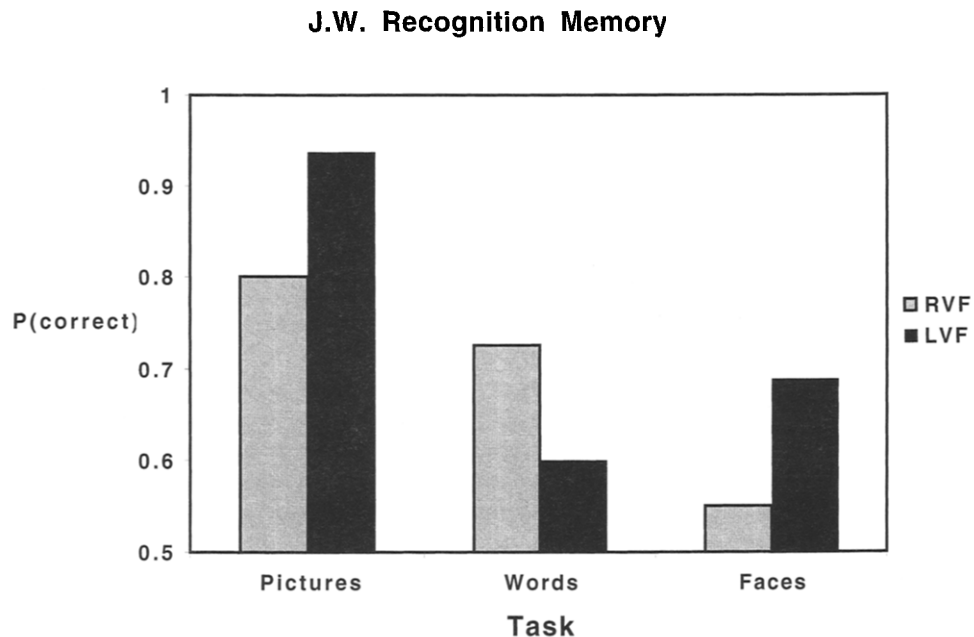 J.W. Recognition Memory
1
0.9
0.8
P(correct)
0.7
0.6
0.5
RVF
LVF
Pictures Words Faces
Task